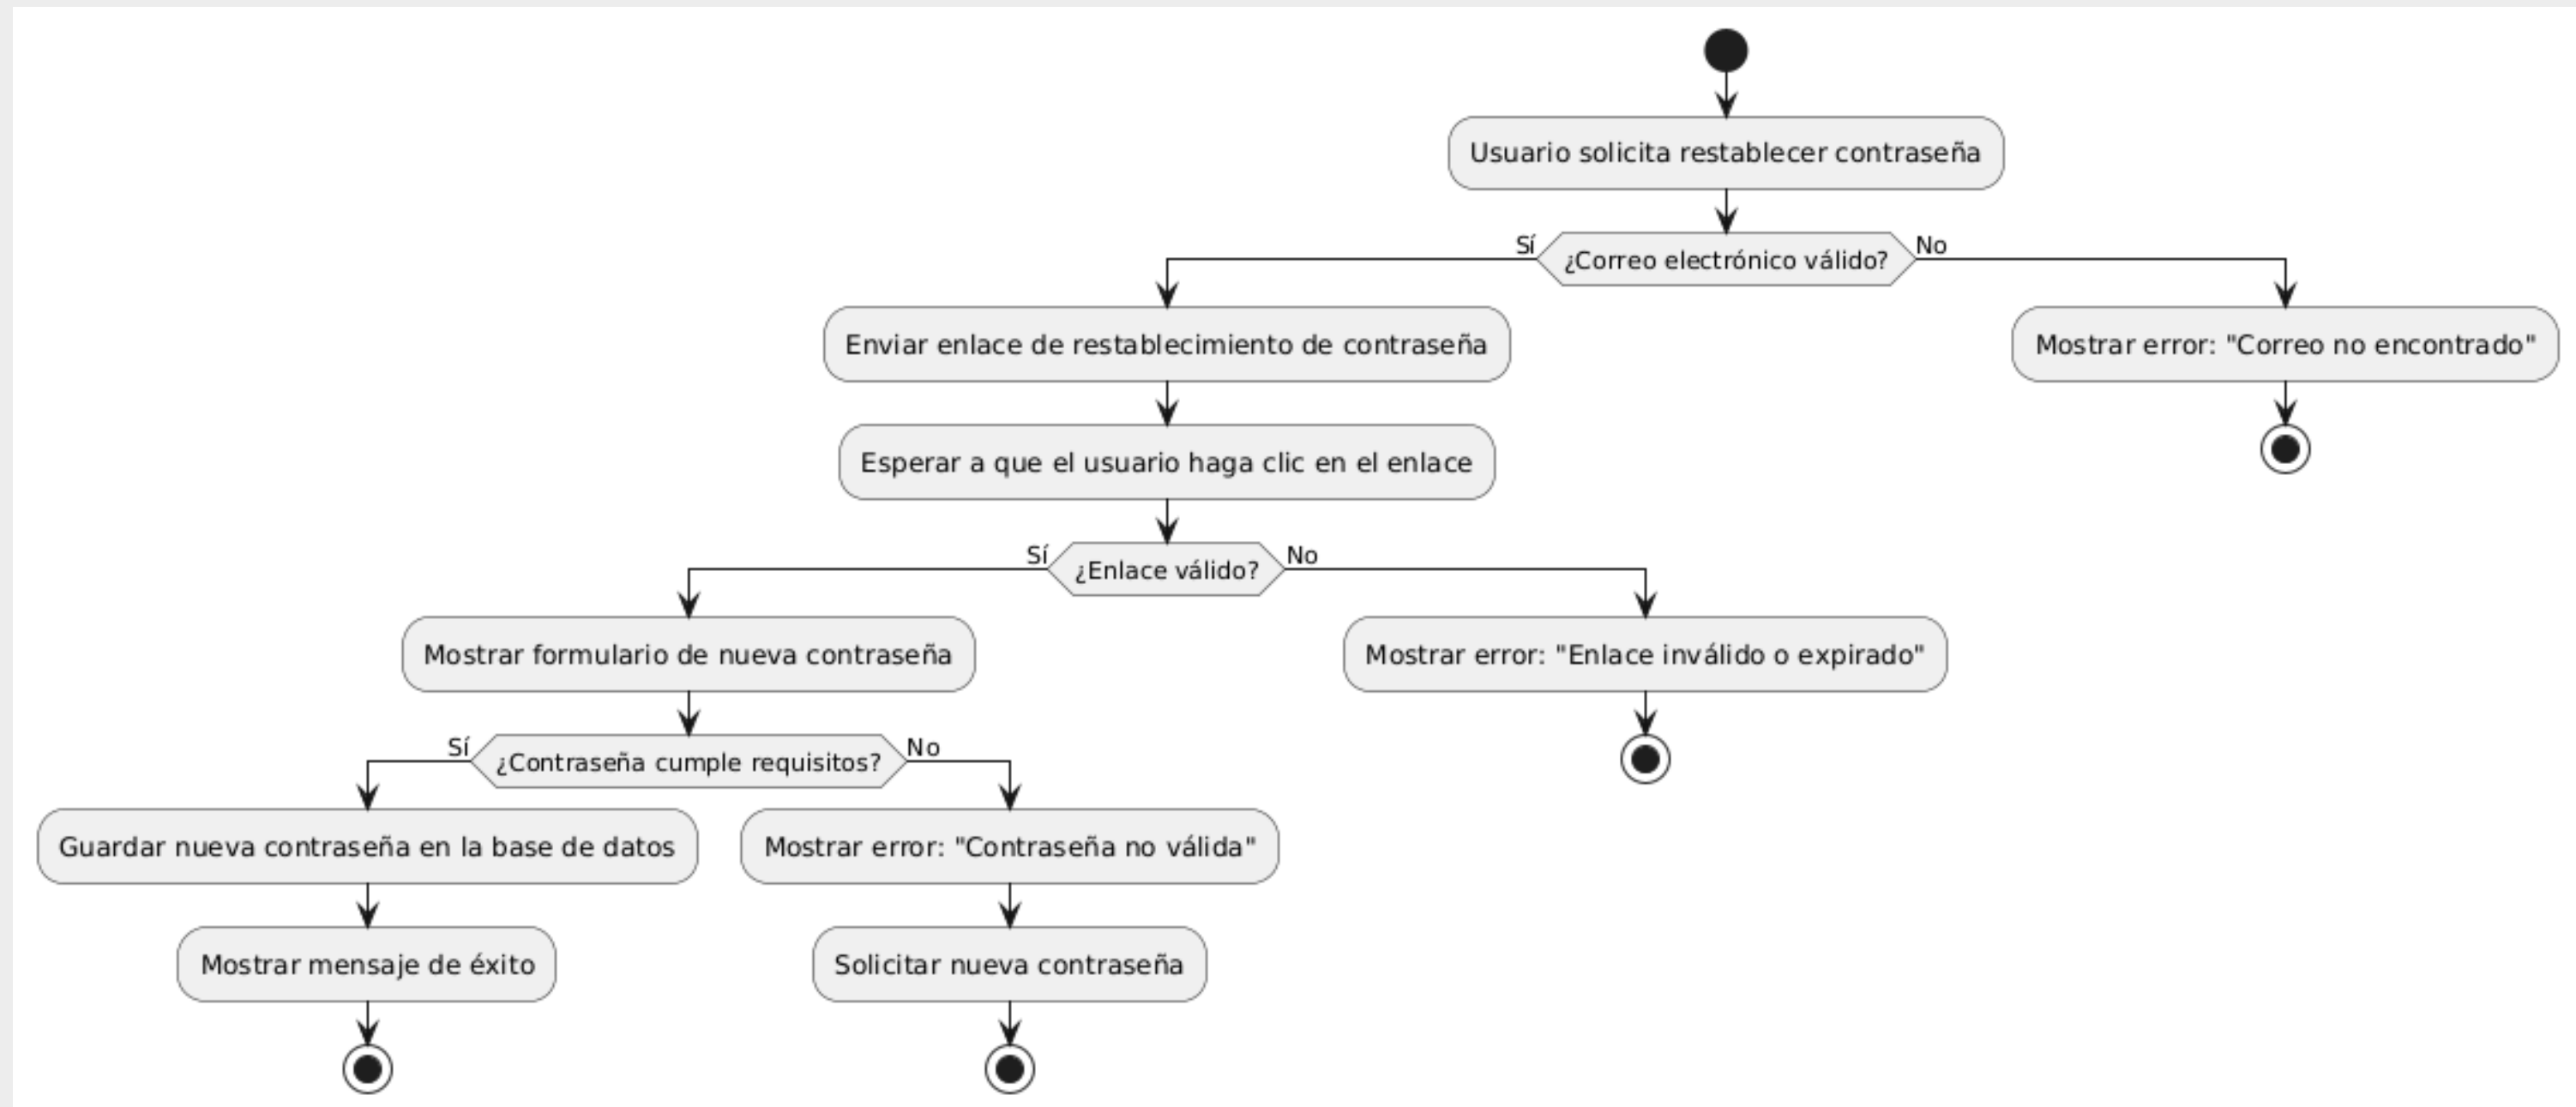 Usuario solicita restablecer contraseña
Sí
¿Correo electrónico válido?
No
Enviar enlace de restablecimiento de contraseña
Mostrar error: "Correo no encontrado"
Esperar a que el usuario haga clic en el enlace
Sí
¿Enlace válido?
No
Mostrar formulario de nueva contraseña
Mostrar error: "Enlace inválido o expirado"
Sí
¿Contraseña cumple requisitos?
No
Guardar nueva contraseña en la base de datos
Mostrar error: "Contraseña no válida"
Mostrar mensaje de éxito
Solicitar nueva contraseña